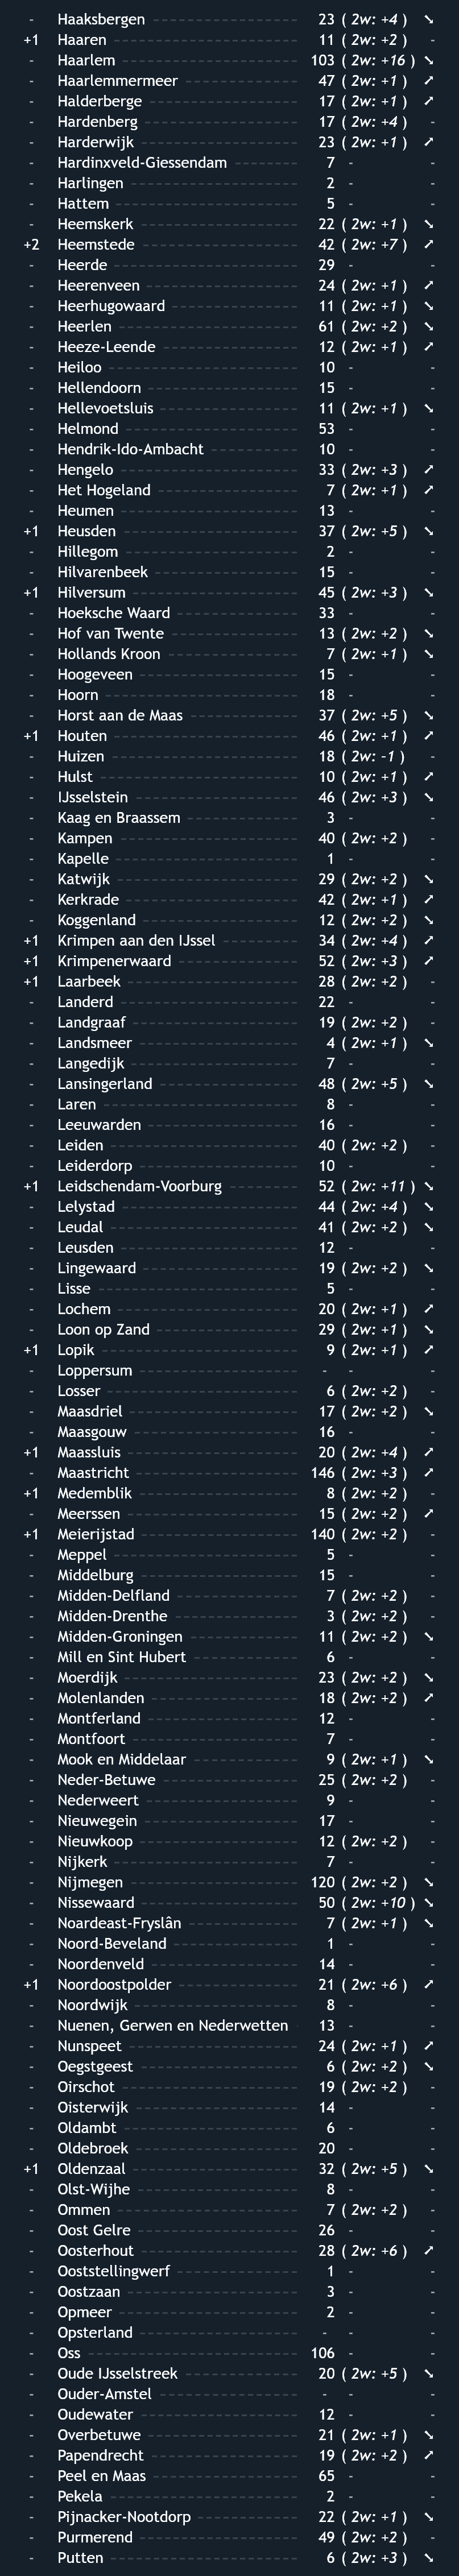 - Haaksbergen 23 ( 2w: +4 ) ➘
+1 Haaren 11 ( 2w: +2 ) -
- Haarlem 103 ( 2w: +16 ) ➘
- Haarlemmermeer 47 ( 2w: +1 ) ➚
- Halderberge 17 ( 2w: +1 ) ➚
- Hardenberg 17 ( 2w: +4 ) -
- Harderwijk 23 ( 2w: +1 ) ➚
- Hardinxveld-Giessendam 7 - -
- Harlingen 2 - -
- Hattem 5 - -
- Heemskerk 22 ( 2w: +1 ) ➘
+2 Heemstede 42 ( 2w: +7 ) ➚
- Heerde 29 - -
- Heerenveen 24 ( 2w: +1 ) ➚
- Heerhugowaard 11 ( 2w: +1 ) ➘
- Heerlen 61 ( 2w: +2 ) ➘
- Heeze-Leende 12 ( 2w: +1 ) ➚
- Heiloo 10 - -
- Hellendoorn 15 - -
- Hellevoetsluis 11 ( 2w: +1 ) ➘
- Helmond 53 - -
- Hendrik-Ido-Ambacht 10 - -
- Hengelo 33 ( 2w: +3 ) ➚
- Het Hogeland 7 ( 2w: +1 ) ➚
- Heumen 13 - -
+1 Heusden 37 ( 2w: +5 ) ➘
- Hillegom 2 - -
- Hilvarenbeek 15 - -
+1 Hilversum 45 ( 2w: +3 ) ➘
- Hoeksche Waard 33 - -
- Hof van Twente 13 ( 2w: +2 ) ➘
- Hollands Kroon 7 ( 2w: +1 ) ➘
- Hoogeveen 15 - -
- Hoorn 18 - -
- Horst aan de Maas 37 ( 2w: +5 ) ➘
+1 Houten 46 ( 2w: +1 ) ➚
- Huizen 18 ( 2w: -1 ) -
- Hulst 10 ( 2w: +1 ) ➚
- IJsselstein 46 ( 2w: +3 ) ➘
- Kaag en Braassem 3 - -
- Kampen 40 ( 2w: +2 ) -
- Kapelle 1 - -
- Katwijk 29 ( 2w: +2 ) ➘
- Kerkrade 42 ( 2w: +1 ) ➚
- Koggenland 12 ( 2w: +2 ) ➘
+1 Krimpen aan den IJssel 34 ( 2w: +4 ) ➚
+1 Krimpenerwaard 52 ( 2w: +3 ) ➚
+1 Laarbeek 28 ( 2w: +2 ) -
- Landerd 22 - -
- Landgraaf 19 ( 2w: +2 ) -
- Landsmeer 4 ( 2w: +1 ) ➘
- Langedijk 7 - -
- Lansingerland 48 ( 2w: +5 ) ➘
- Laren 8 - -
- Leeuwarden 16 - -
- Leiden 40 ( 2w: +2 ) -
- Leiderdorp 10 - -
+1 Leidschendam-Voorburg 52 ( 2w: +11 ) ➘
- Lelystad 44 ( 2w: +4 ) ➘
- Leudal 41 ( 2w: +2 ) ➘
- Leusden 12 - -
- Lingewaard 19 ( 2w: +2 ) ➘
- Lisse 5 - -
- Lochem 20 ( 2w: +1 ) ➚
- Loon op Zand 29 ( 2w: +1 ) ➘
+1 Lopik 9 ( 2w: +1 ) ➚
- Loppersum - - -
- Losser 6 ( 2w: +2 ) -
- Maasdriel 17 ( 2w: +2 ) ➘
- Maasgouw 16 - -
+1 Maassluis 20 ( 2w: +4 ) ➚
- Maastricht 146 ( 2w: +3 ) ➚
+1 Medemblik 8 ( 2w: +2 ) -
- Meerssen 15 ( 2w: +2 ) ➚
+1 Meierijstad 140 ( 2w: +2 ) -
- Meppel 5 - -
- Middelburg 15 - -
- Midden-Delfland 7 ( 2w: +2 ) -
- Midden-Drenthe 3 ( 2w: +2 ) -
- Midden-Groningen 11 ( 2w: +2 ) ➘
- Mill en Sint Hubert 6 - -
- Moerdijk 23 ( 2w: +2 ) ➘
- Molenlanden 18 ( 2w: +2 ) ➚
- Montferland 12 - -
- Montfoort 7 - -
- Mook en Middelaar 9 ( 2w: +1 ) ➘
- Neder-Betuwe 25 ( 2w: +2 ) -
- Nederweert 9 - -
- Nieuwegein 17 - -
- Nieuwkoop 12 ( 2w: +2 ) -
- Nijkerk 7 - -
- Nijmegen 120 ( 2w: +2 ) ➘
- Nissewaard 50 ( 2w: +10 ) ➘
- Noardeast-Fryslân 7 ( 2w: +1 ) ➘
- Noord-Beveland 1 - -
- Noordenveld 14 - -
+1 Noordoostpolder 21 ( 2w: +6 ) ➚
- Noordwijk 8 - -
- Nuenen, Gerwen en Nederwetten 13 - -
- Nunspeet 24 ( 2w: +1 ) ➚
- Oegstgeest 6 ( 2w: +2 ) ➘
- Oirschot 19 ( 2w: +2 ) -
- Oisterwijk 14 - -
- Oldambt 6 - -
- Oldebroek 20 - -
+1 Oldenzaal 32 ( 2w: +5 ) ➘
- Olst-Wijhe 8 - -
- Ommen 7 ( 2w: +2 ) -
- Oost Gelre 26 - -
- Oosterhout 28 ( 2w: +6 ) ➚
- Ooststellingwerf 1 - -
- Oostzaan 3 - -
- Opmeer 2 - -
- Opsterland - - -
- Oss 106 - -
- Oude IJsselstreek 20 ( 2w: +5 ) ➘
- Ouder-Amstel - - -
- Oudewater 12 - -
- Overbetuwe 21 ( 2w: +1 ) ➘
- Papendrecht 19 ( 2w: +2 ) ➚
- Peel en Maas 65 - -
- Pekela 2 - -
- Pijnacker-Nootdorp 22 ( 2w: +1 ) ➘
- Purmerend 49 ( 2w: +2 ) -
- Putten 6 ( 2w: +3 ) ➘